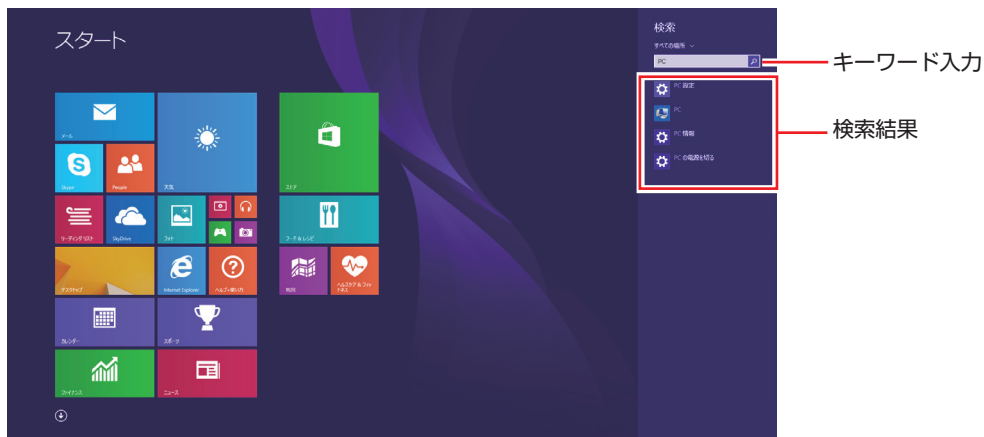 スタート
検索
すべての場所
PC
キーワード入力
PC 設定
PC
PC 情報
PC の電源を切る
検索結果
メール
天気
ストア
Skype
People
リーディング リスト
SkyDrive
フォト
フード & レシピ
デスクトップ
Internet Explorer
ヘルプ+使い方
地図
ヘルスケア & フィットネス
カレンダー
スポーツ
ファイナンス
ニュース